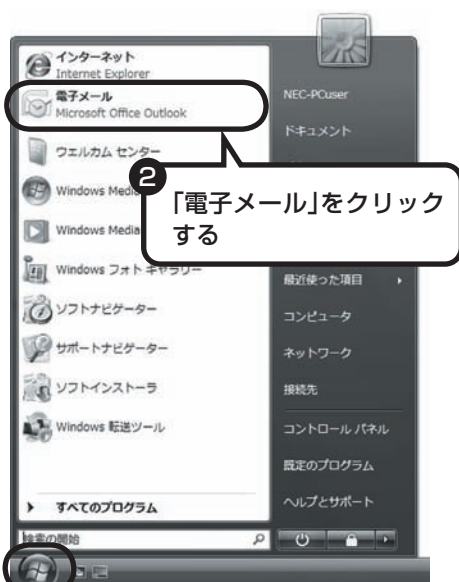 インターネット
Internet Explorer
電子メール
Microsoft Office Outlook
ウェルカム センター
Windows Media
Windows Media
Windows フォト ギャラリー
ソフトナビゲーター
サポートナビゲーター
ソフトインストーラ
Windows 転送ツール
すべてのプログラム
検索の開始
NEC-PCuser
ドキュメント
❷
「電子メール」をクリック
する
最近使った項目
コンピュータ
ネットワーク
接続先
コントロール パネル
既定のプログラム
ヘルプとサポート